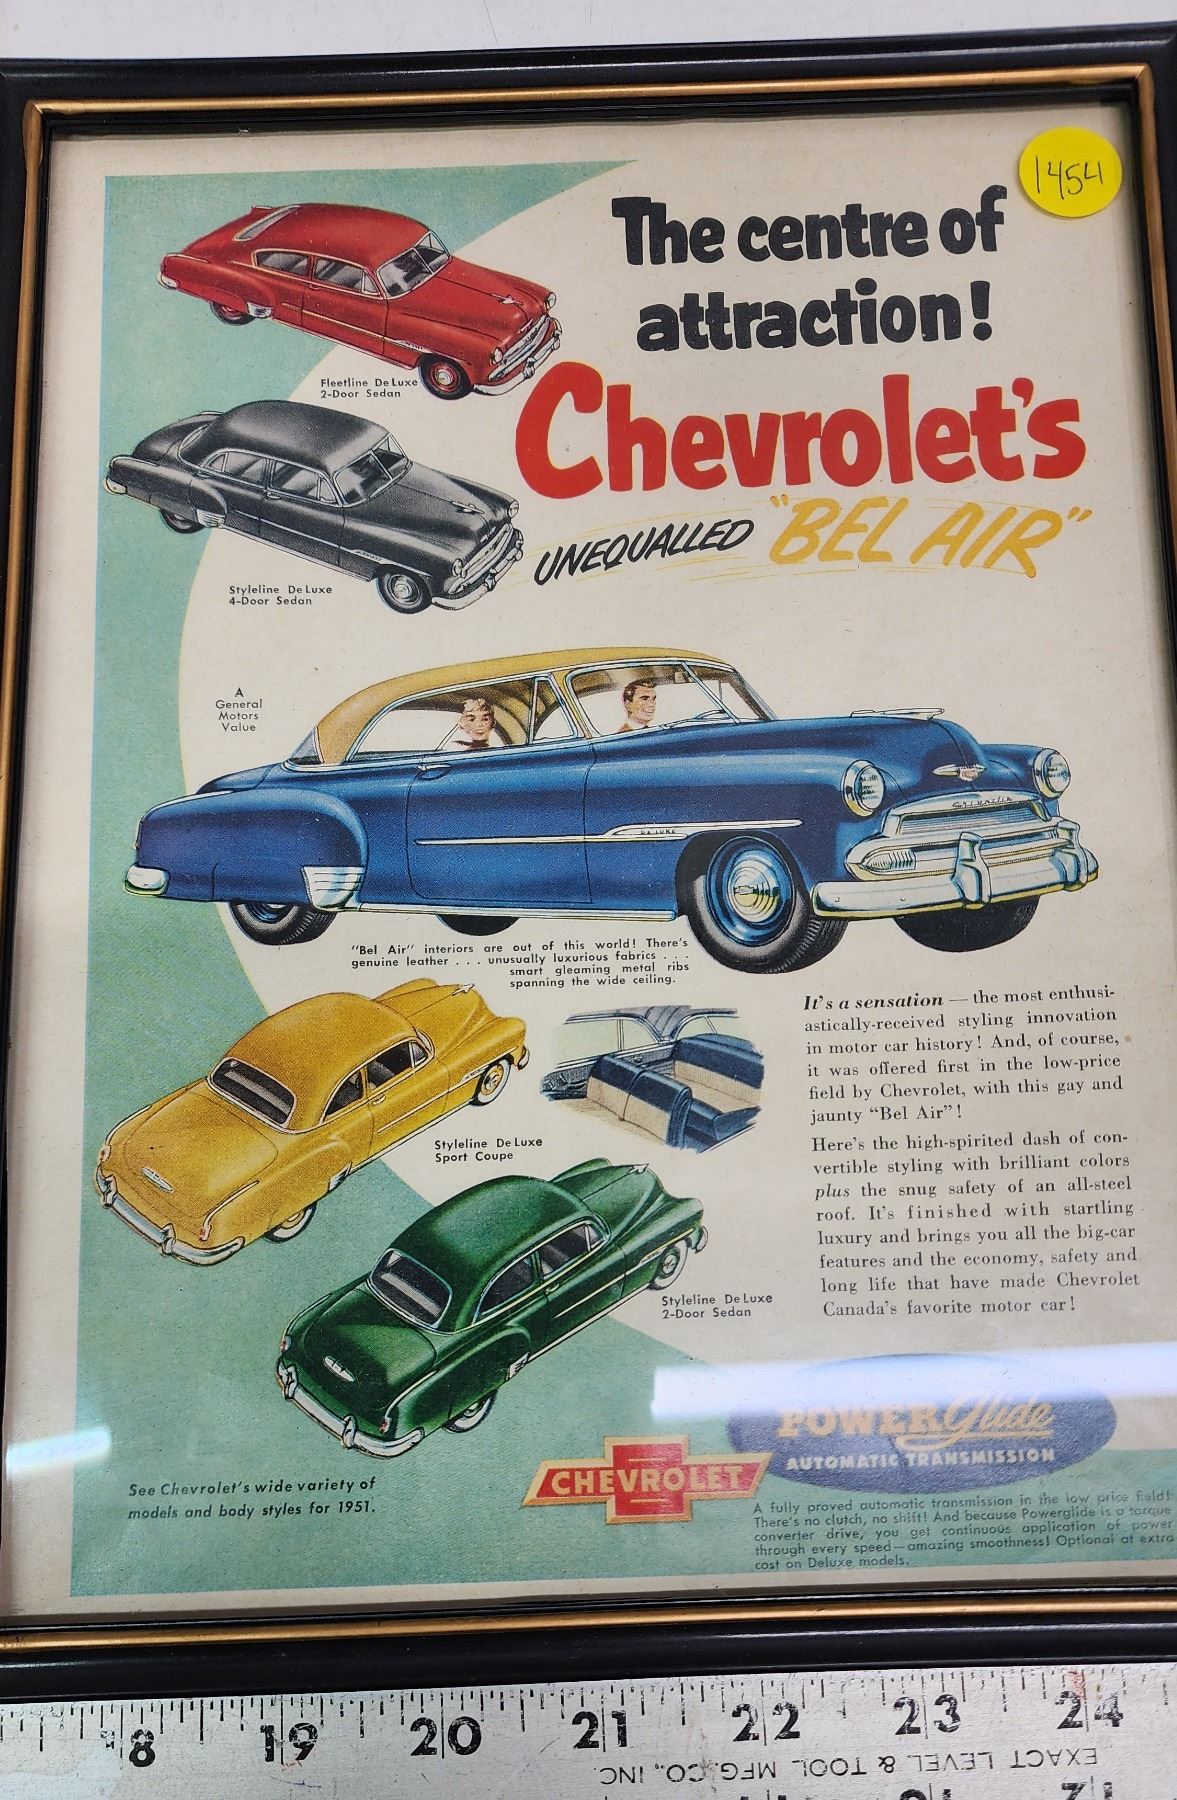 1454
The centre of
attraction!
Chevrolet's
UNEQUALLED "BEL AIR"
Fleetline De Luxe
2-Door Sedan
Styleline De Luxe
4-Door Sedan
A
General
Motors
Value
DE LUXE
"Bel Air" interiors are out of this world! There's
genuine leather . . . unusually luxurious fabrics . . .
smart gleaming metal ribs
spanning the wide ceiling.
It's a sensation — the most enthusi-
astically-received styling innovation
in motor car history! And, of course,
it was offered first in the low-price
field by Chevrolet, with this gay and
jaunty "Bel Air"!
Here's the high-spirited dash of con-
vertible styling with brilliant colors
plus the snug safety of an all-steel
roof. It's finished with startling
luxury and brings you all the big-car
features and the economy, safety and
long life that have made Chevrolet
Canada's favorite motor car!
Styleline De Luxe
Sport Coupe
Styleline De Luxe
2-Door Sedan
See Chevrolet's wide variety of
models and body styles for 1951.
CHEVROLET
POWERGlide
AUTOMATIC TRANSMISSION
A fully proved automatic transmission in the low price field!
There's no clutch, no shift! And because Powerglide is a torque
converter drive, you get continuous application of power
through every speed—amazing smoothness! Optional at extra
cost on Deluxe models.
8 19 20 21 22 23 24
EXACT LEVEL & TOOL MFG. CO., INC.